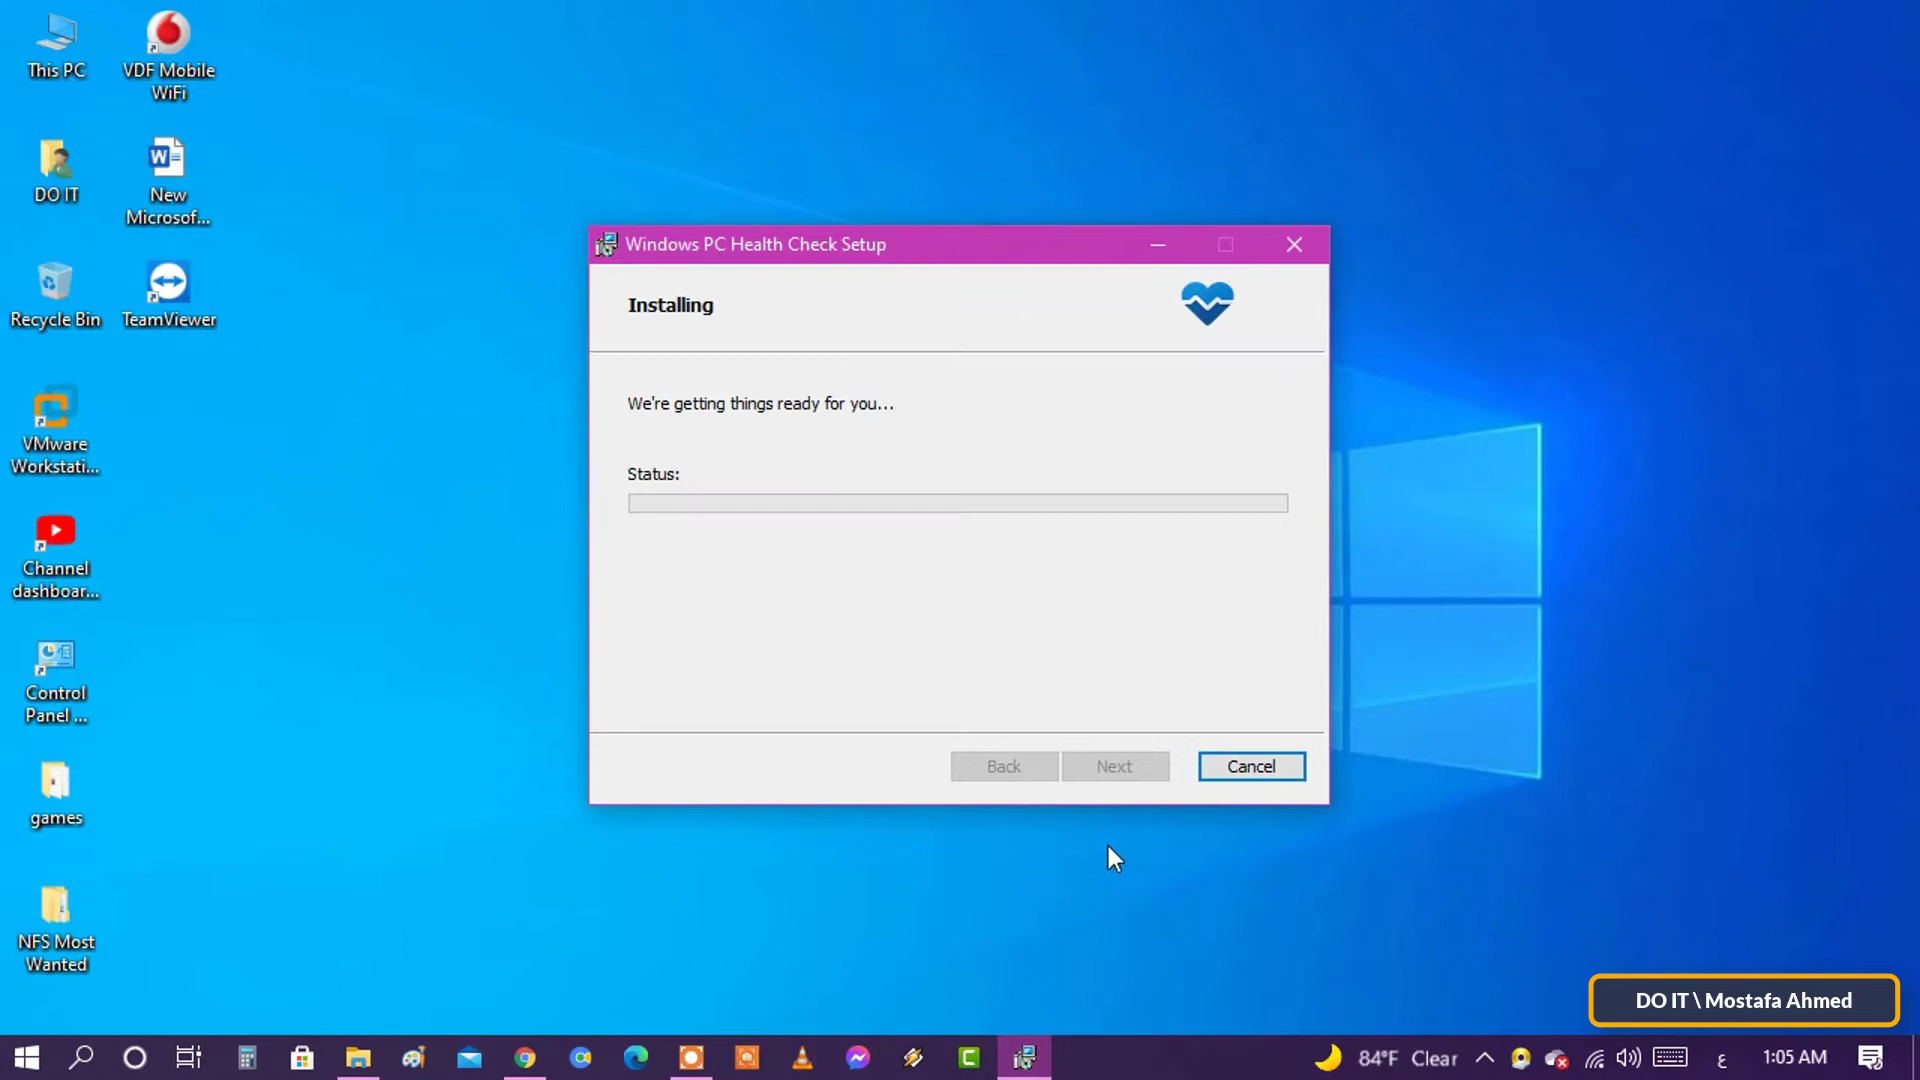 This PC
VDF Mobile
WiFi
DO IT
New
Microsof...
Recycle Bin
TeamViewer
VMware
Workstati...
Channel
dashboar...
Control
Panel ...
games
NFS Most
Wanted
Windows PC Health Check Setup
Installing
We're getting things ready for you...
Status:
Back
Next
Cancel
DO IT \ Mostafa Ahmed
84°F Clear
ع
1:05 AM